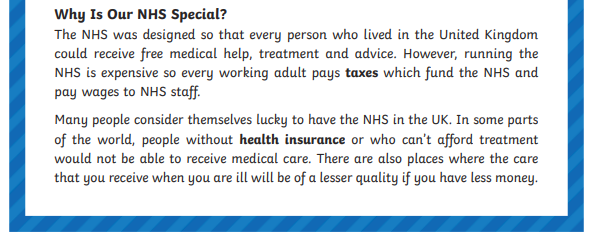 Why Is Our NHS Special?
The NHS was designed so that every person who lived in the United Kingdom
could receive free medical help, treatment and advice. However, running the
NHS is expensive so every working adult pays taxes which fund the NHS and
pay wages to NHS staff.
Many people consider themselves lucky to have the NHS in the UK. In some parts
of the world, people without health insurance or who can't afford treatment
would not be able to receive medical care. There are also places where the care
that you receive when you are ill will be of a lesser quality if you have less money.